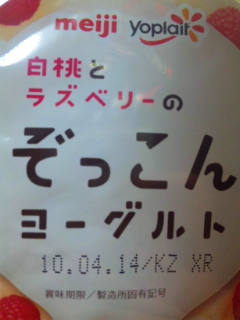 meiji yoplait
白桃と
ラズベリーの
ぞっこん
ヨーグルト
10.04.14/KZ XR
賞味期限／製造所固有記号